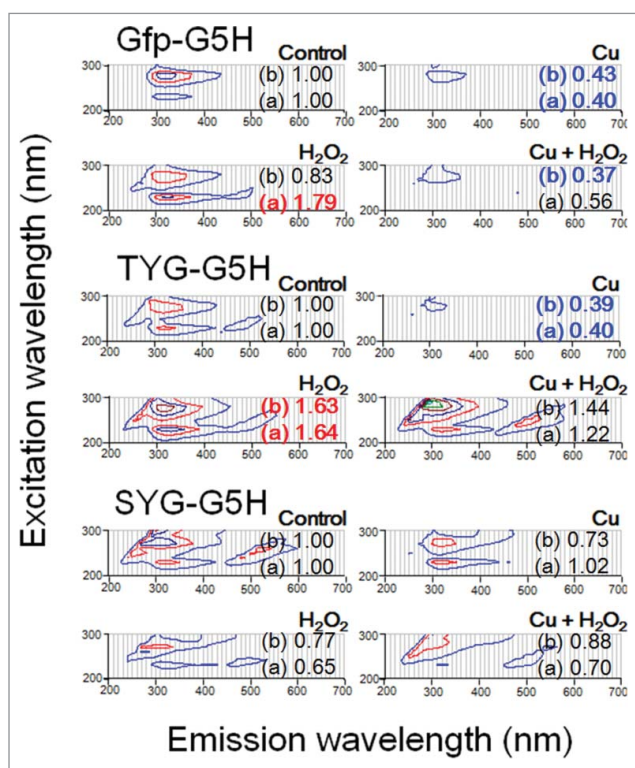 Gfp-G5H
Control
(b) 1.00
(a) 1.00
300
200
200 300 400 500 600 700
Cu
(b) 0.43
(a) 0.40
300
200
200 300 400 500 600 700
H₂O₂
(b) 0.83
(a) 1.79
300
200
200 300 400 500 600 700
Cu + H₂O₂
(b) 0.37
(a) 0.56
300
200
200 300 400 500 600 700
TYG-G5H
Control
(b) 1.00
(a) 1.00
300
200
200 300 400 500 600 700
Cu
(b) 0.39
(a) 0.40
300
200
200 300 400 500 600 700
H₂O₂
(b) 1.63
(a) 1.64
300
200
200 300 400 500 600 700
Cu + H₂O₂
(b) 1.44
(a) 1.22
300
200
200 300 400 500 600 700
SYG-G5H
Control
(b) 1.00
(a) 1.00
300
200
200 300 400 500 600 700
Cu
(b) 0.73
(a) 1.02
300
200
200 300 400 500 600 700
H₂O₂
(b) 0.77
(a) 0.65
300
200
200 300 400 500 600 700
Cu + H₂O₂
(b) 0.88
(a) 0.70
300
200
200 300 400 500 600 700
Excitation wavelength (nm)
Emission wavelength (nm)